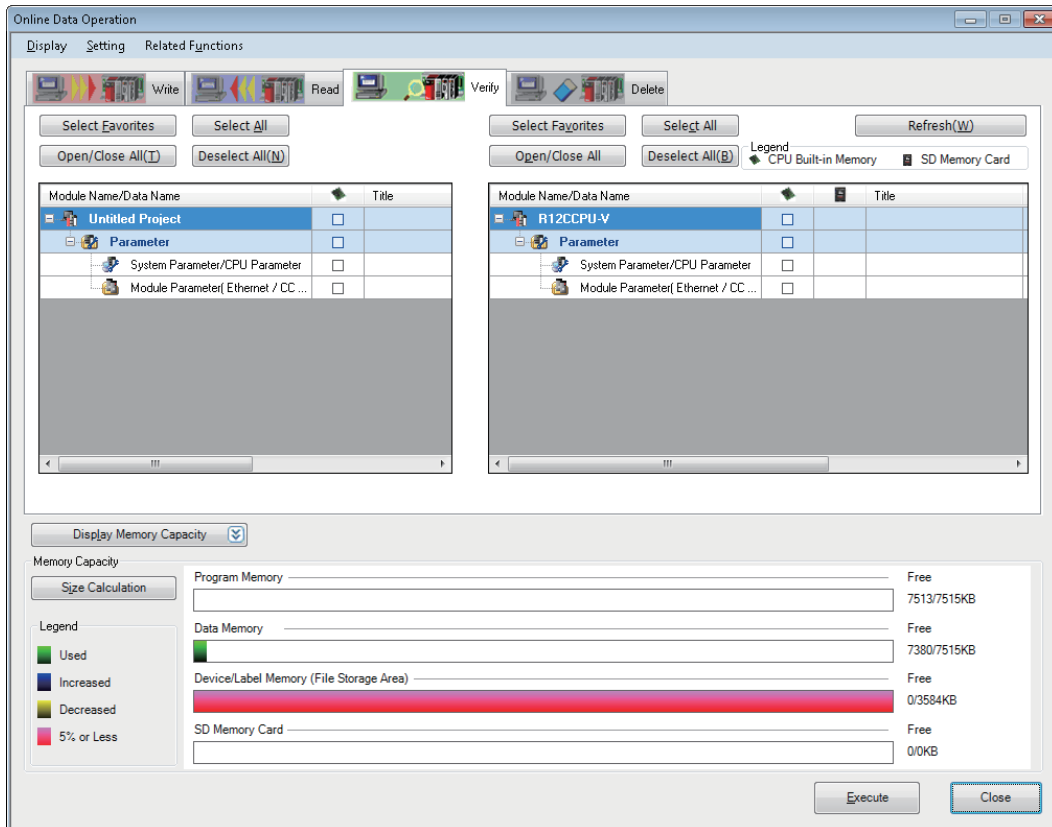 Online Data Operation
Display Setting Related Functions
Write Read Verify Delete
Select Favorites Select All Select Favorites Select All Refresh(W)
Open/Close All(T) Deselect All(N) Open/Close All Deselect All(B) Legend
CPU Built-in Memory SD Memory Card
Module Name/Data Name Title Module Name/Data Name Title
Untitled Project R12CCPU-V
Parameter Parameter
System Parameter/CPU Parameter System Parameter/CPU Parameter
Module Parameter( Ethernet / CC ... Module Parameter( Ethernet / CC ...
Display Memory Capacity
Memory Capacity
Size Calculation
Program Memory Free
7513/7515KB
Legend
Data Memory Free
Used
7380/7515KB
Increased
Device/Label Memory (File Storage Area) Free
0/3584KB
Decreased
5% or Less
SD Memory Card Free
0/0KB
Execute Close